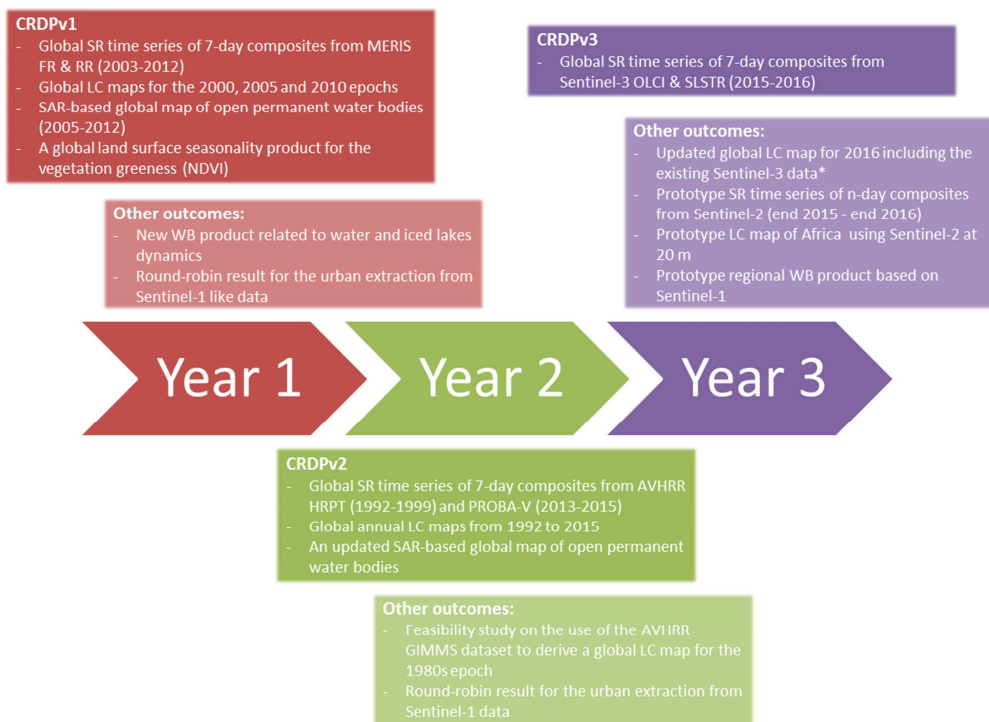 CRDPv1
- Global SR time series of 7-day composites from MERIS
FR & RR (2003-2012)
- Global LC maps for the 2000, 2005 and 2010 epochs
- SAR-based global map of open permanent water bodies
(2005-2012)
- A global land surface seasonality product for the
vegetation greeness (NDVI)
Other outcomes:
- New WB product related to water and iced lakes
dynamics
- Round-robin result for the urban extraction from
Sentinel-1 like data
CRDPv3
- Global SR time series of 7-day composites from
Sentinel-3 OLCI & SLSTR (2015-2016)
Other outcomes:
- Updated global LC map for 2016 including the
existing Sentinel-3 data*
- Prototype SR time series of n-day composites
from Sentinel-2 (end 2015 - end 2016)
- Prototype LC map of Africa using Sentinel-2 at
20 m
- Prototype regional WB product based on
Sentinel-1
Year 1
Year 2
Year 3
CRDPv2
- Global SR time series of 7-day composites from AVHRR
HRPT (1992-1999) and PROBA-V (2013-2015)
- Global annual LC maps from 1992 to 2015
- An updated SAR-based global map of open permanent
water bodies
Other outcomes:
- Feasibility study on the use of the AVHRR
GIMMS dataset to derive a global LC map for the
1980s epoch
- Round-robin result for the urban extraction from
Sentinel-1 data